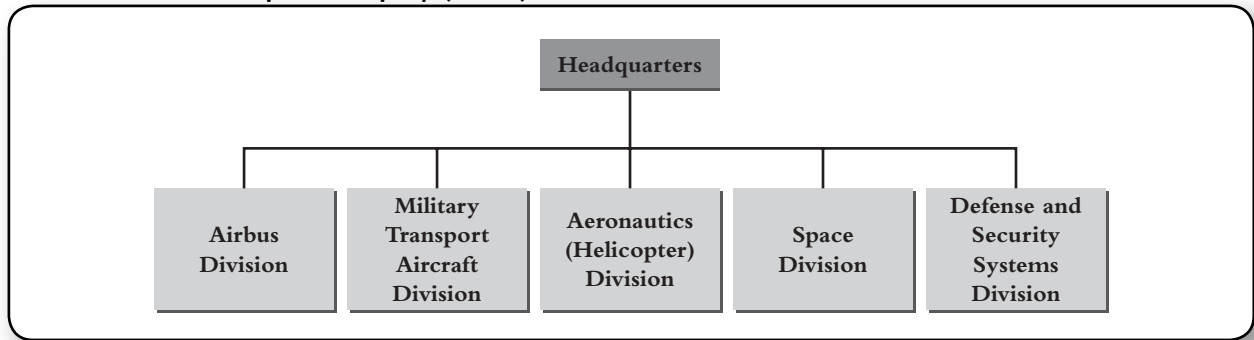 Headquarters
Airbus
Division
Military
Transport
Aircraft
Division
Aeronautics
(Helicopter)
Division
Space
Division
Defense and
Security
Systems
Division